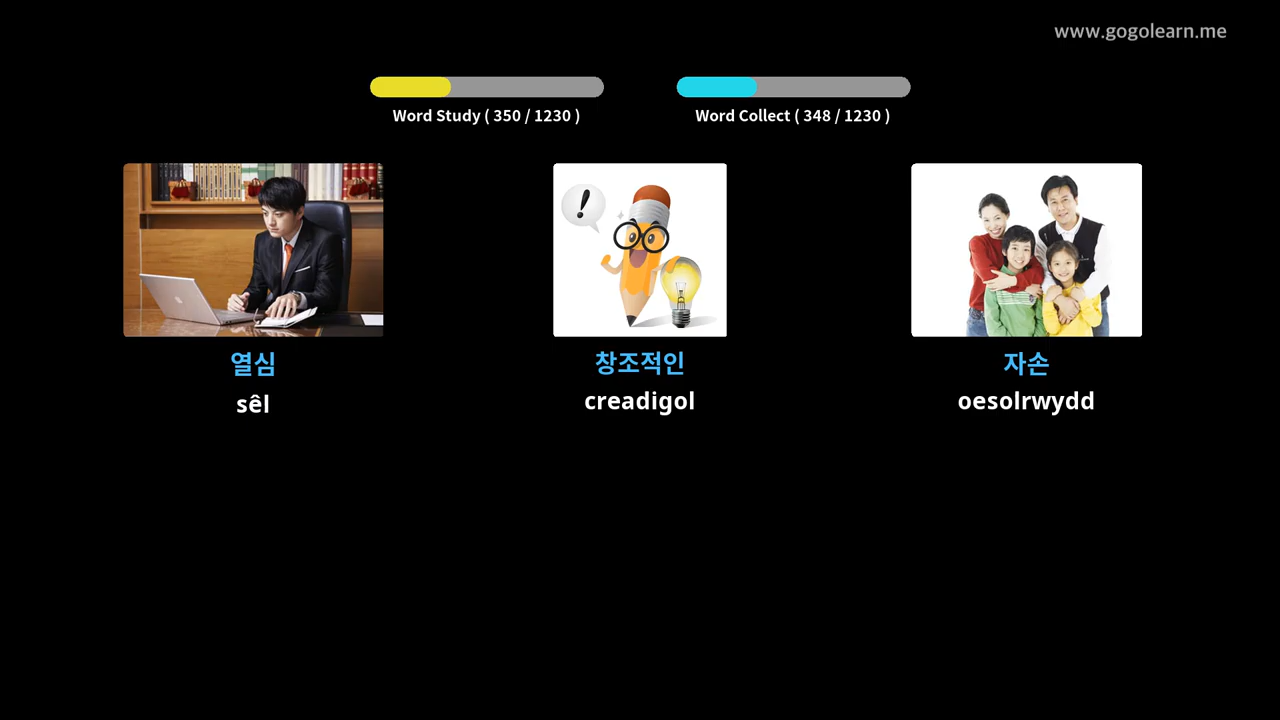 www.gogolearn.me
Word Study ( 350 / 1230 )
Word Collect ( 348 / 1230 )
!
열심
창조적인
자손
sêl
creadigol
oesolrwydd